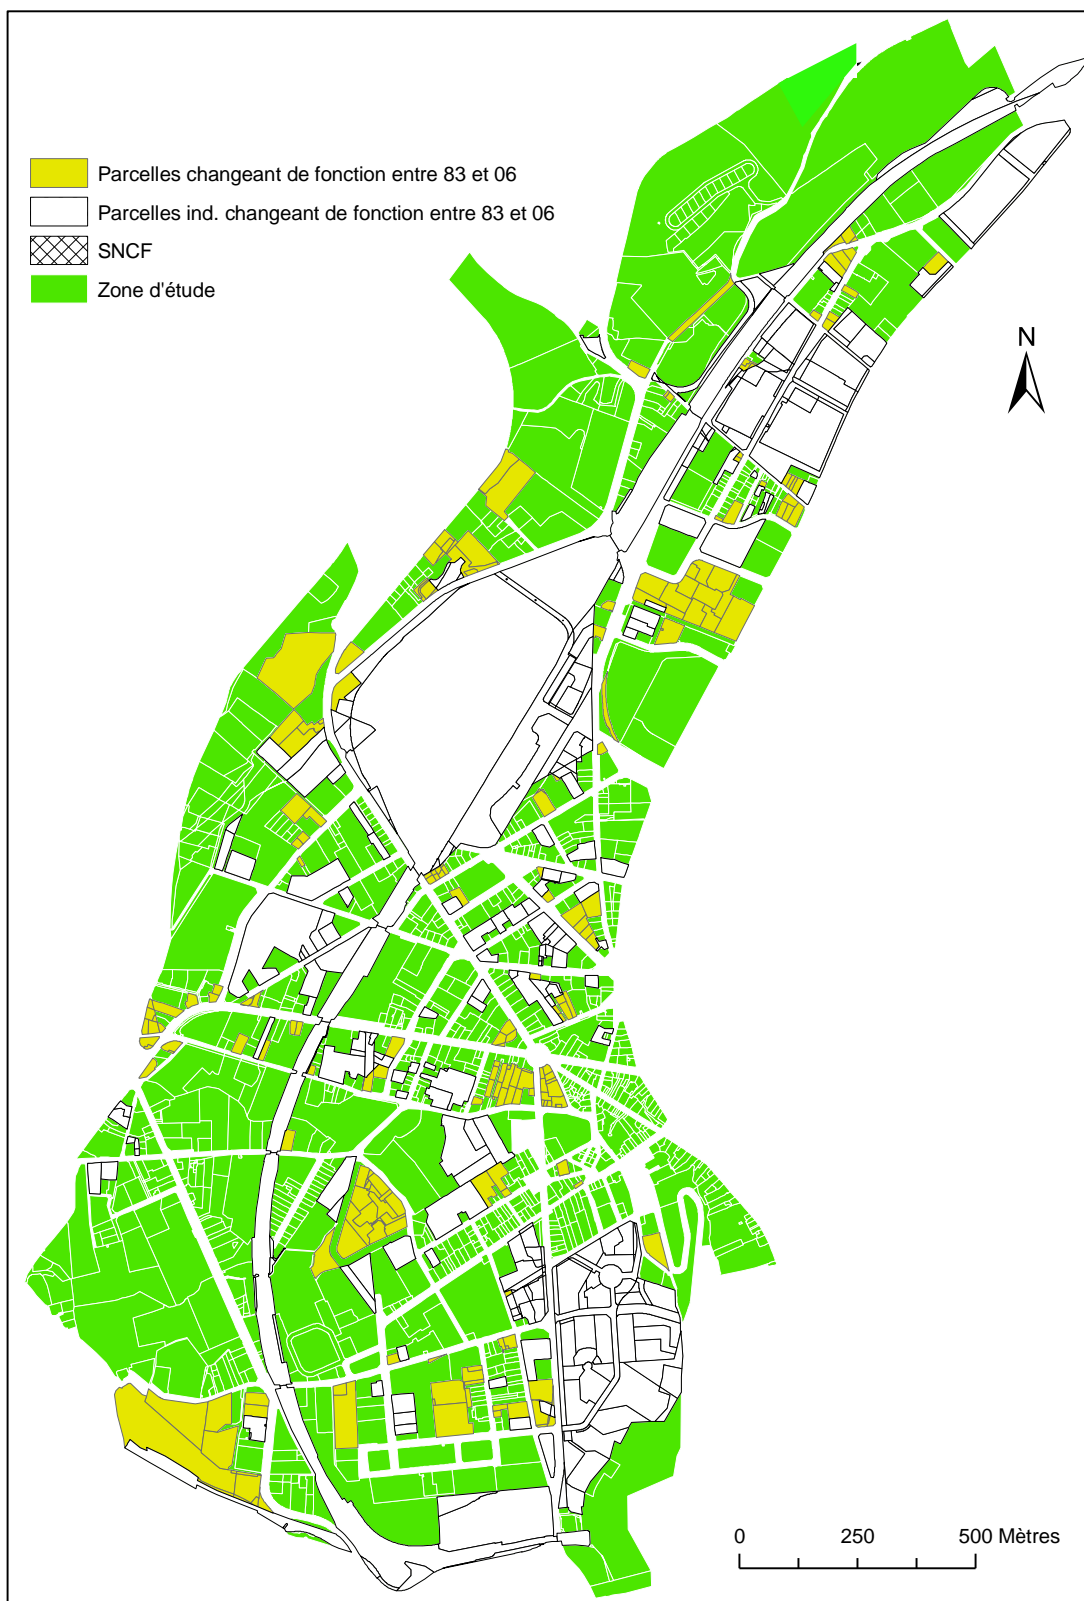 Parcelles changeant de fonction entre 83 et 06
Parcelles ind. changeant de fonction entre 83 et 06
SNCF
Zone d'étude
N
0 250 500 Mètres